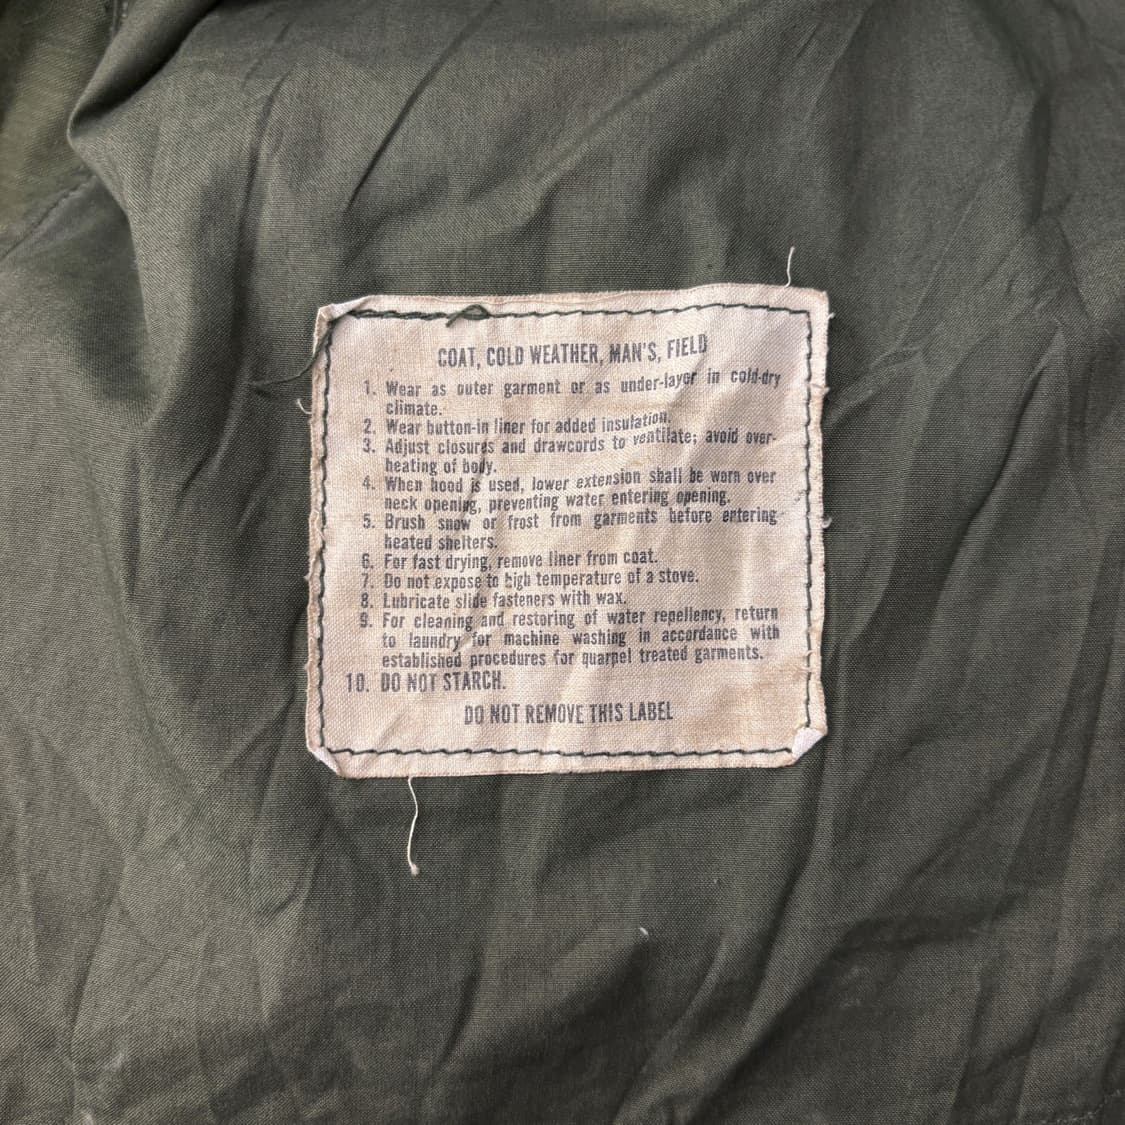 COAT, COLD WEATHER, MAN'S, FIELD
1. Wear as outer garment or as under-layer in cold-dry
climate.
2. Wear button-in liner for added insulation.
3. Adjust closures and drawcords to ventilate; avoid over-
heating of body.
4. When hood is used, lower extension shall be worn over
neck opening, preventing water entering opening.
5. Brush snow or frost from garments before entering
heated shelters.
6. For fast drying, remove liner from coat.
7. Do not expose to high temperature of a stove.
8. Lubricate slide fasteners with wax.
9. For cleaning and restoring of water repellency, return
to laundry for machine washing in accordance with
established procedures for quarpel treated garments.
10. DO NOT STARCH.
DO NOT REMOVE THIS LABEL